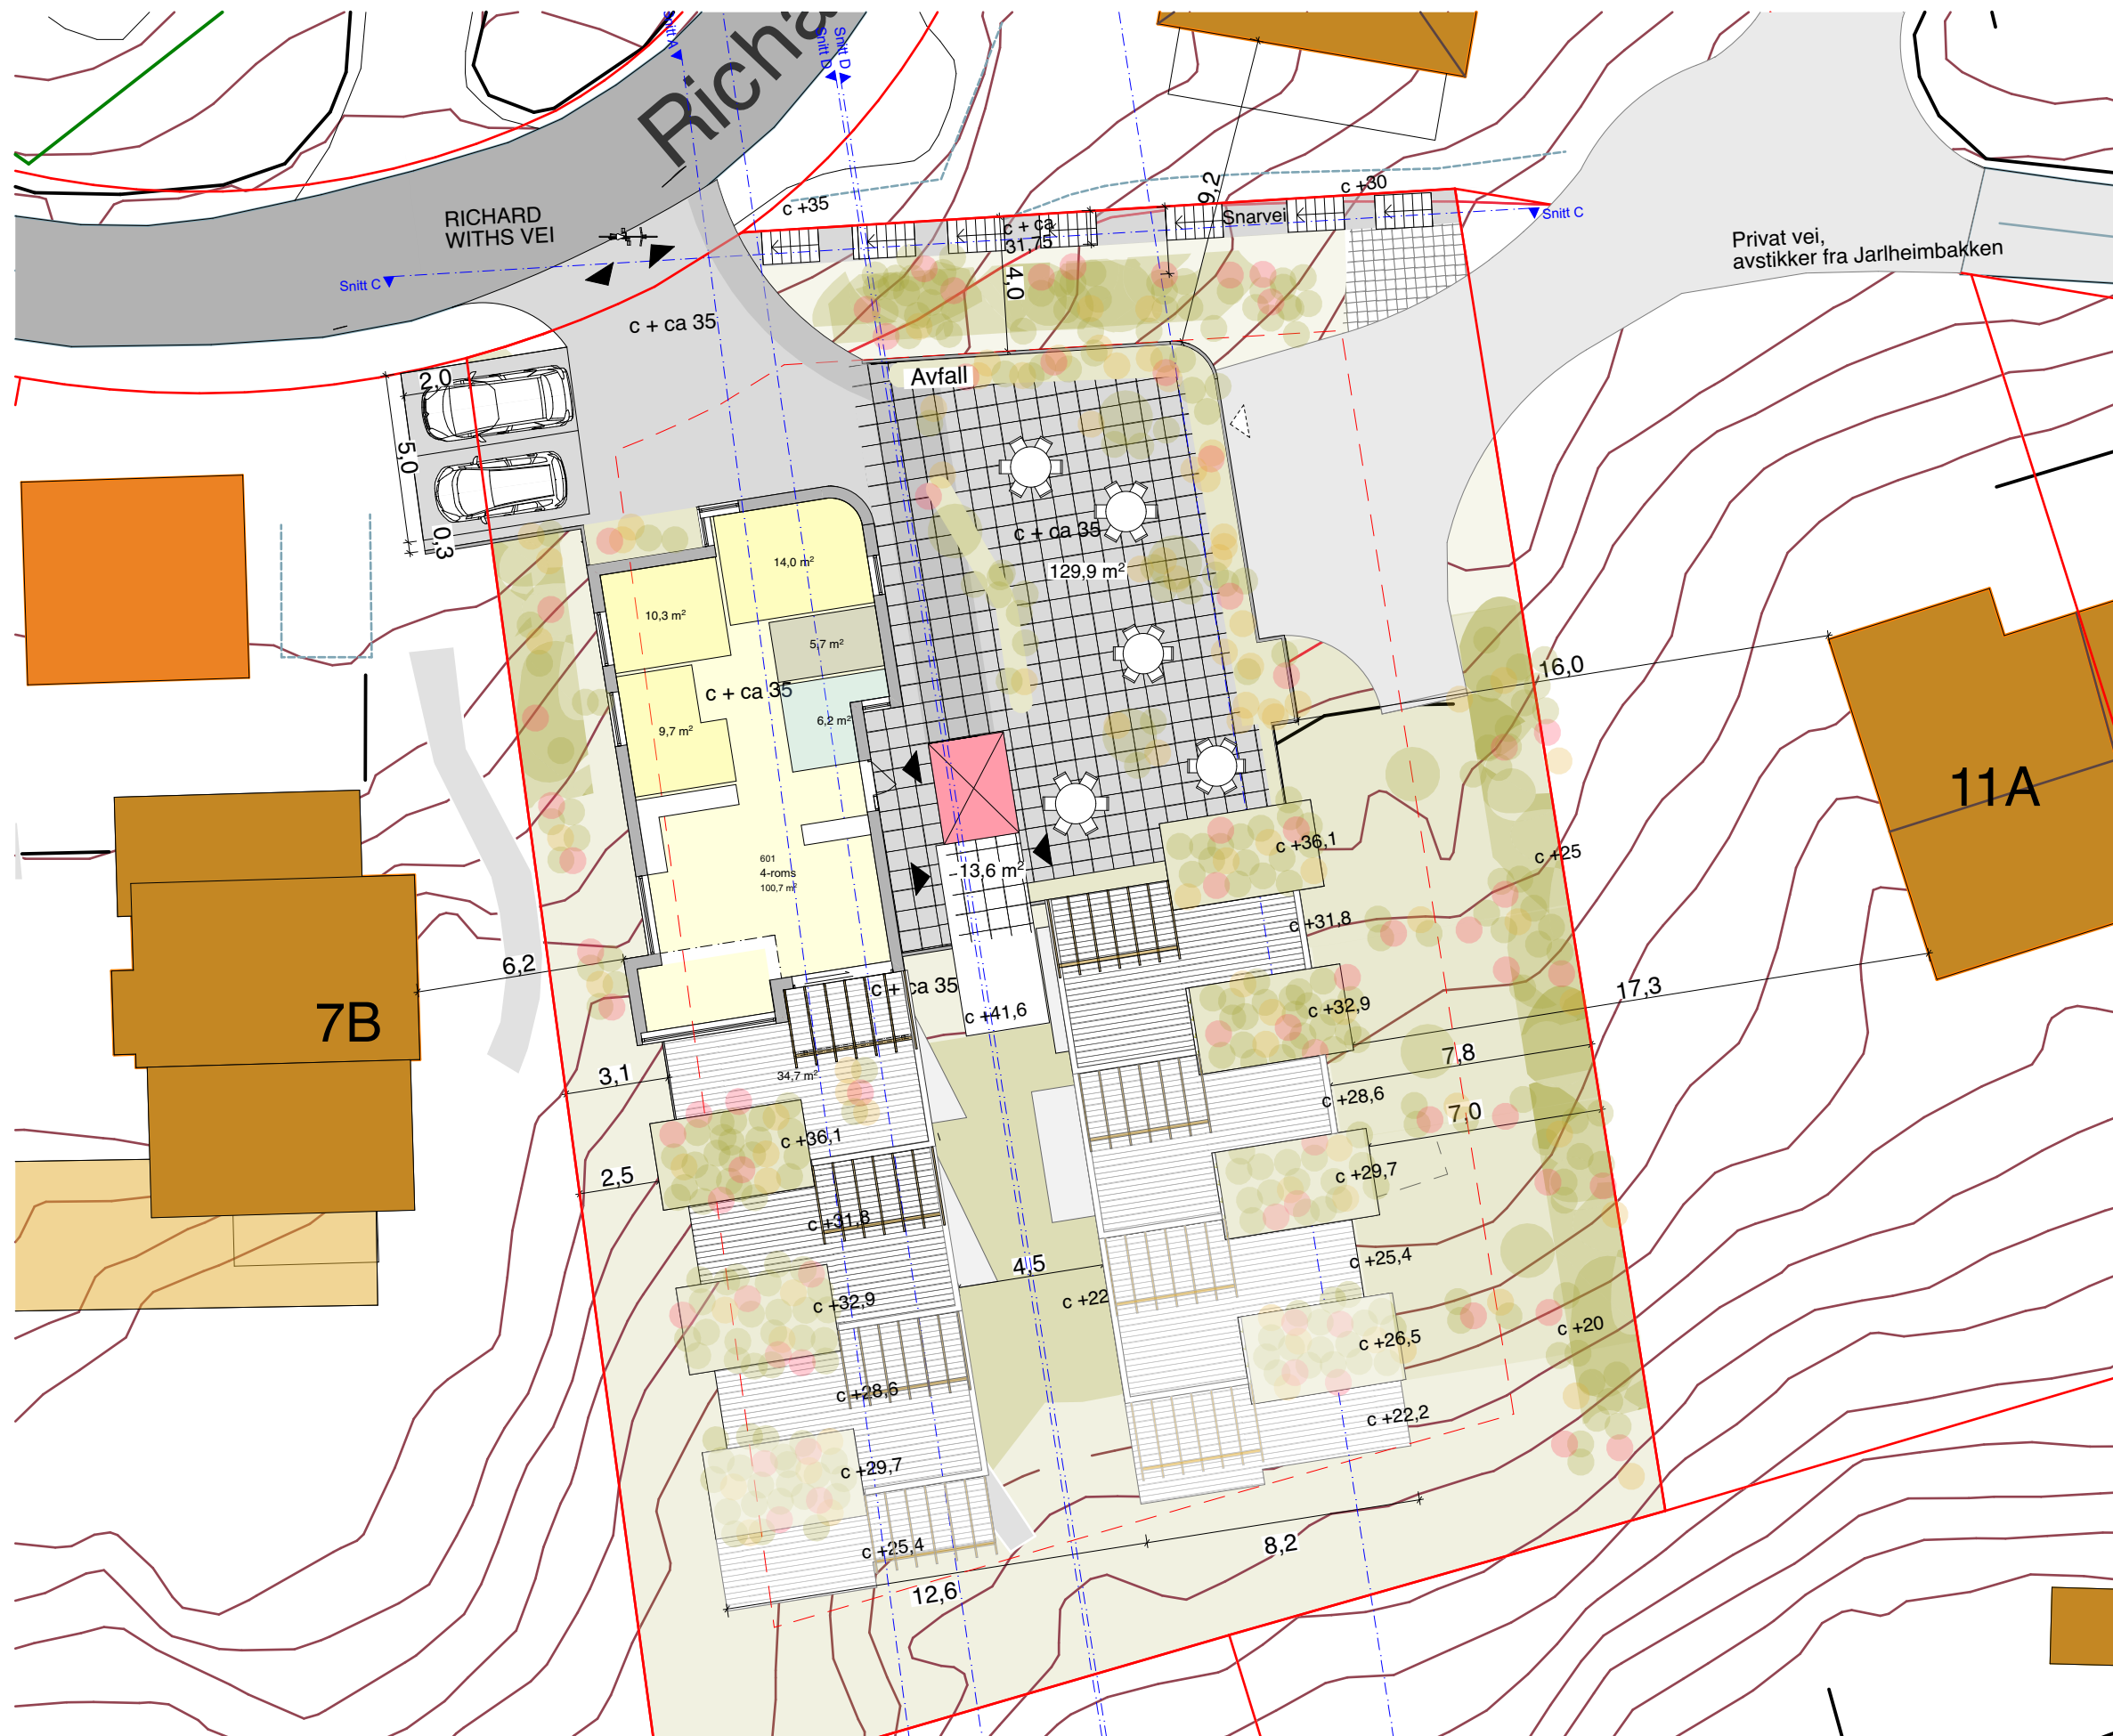 Snitt A
Snitt D
Snitt D
Richa
RICHARD
WITHS VEI
Snitt C
c +35
c + ca
31,75
9,2
Snarvei
c +30
Snitt C
Privat vei,
avstikker fra Jarlheimbakken
4,0
c + ca 35
2,0
5,0
0,3
Avfall
c + ca 35
129,9 m²
14,0 m²
10,3 m²
5,7 m²
c + ca 35
9,7 m²
6,2 m²
16,0
11A
601
4-roms
100,7 m²
13,6 m²
c +36,1
c +25
c +31,8
6,2
7B
c + ca 35
c +41,6
c +32,9
17,3
7,8
3,1
34,7 m²
c +28,6
7,0
c +36,1
2,5
c +29,7
c +31,8
4,5
c +25,4
c +22
c +32,9
c +20
c +26,5
c +28,6
c +22,2
c +29,7
c +25,4
8,2
12,6